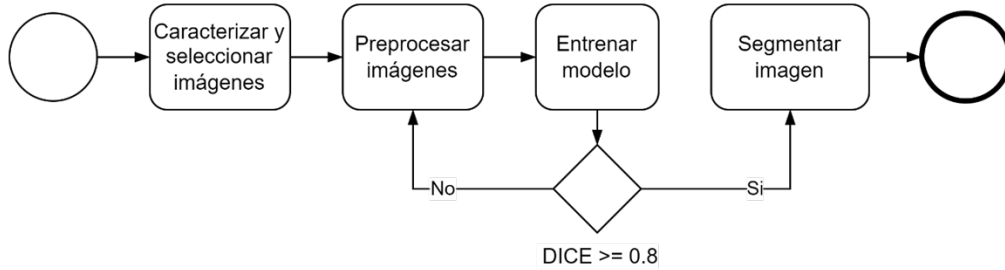 Caracterizar y
seleccionar
imágenes
Preprocesar
imágenes
Entrenar
modelo
Segmentar
imagen
No
Si
DICE >= 0.8